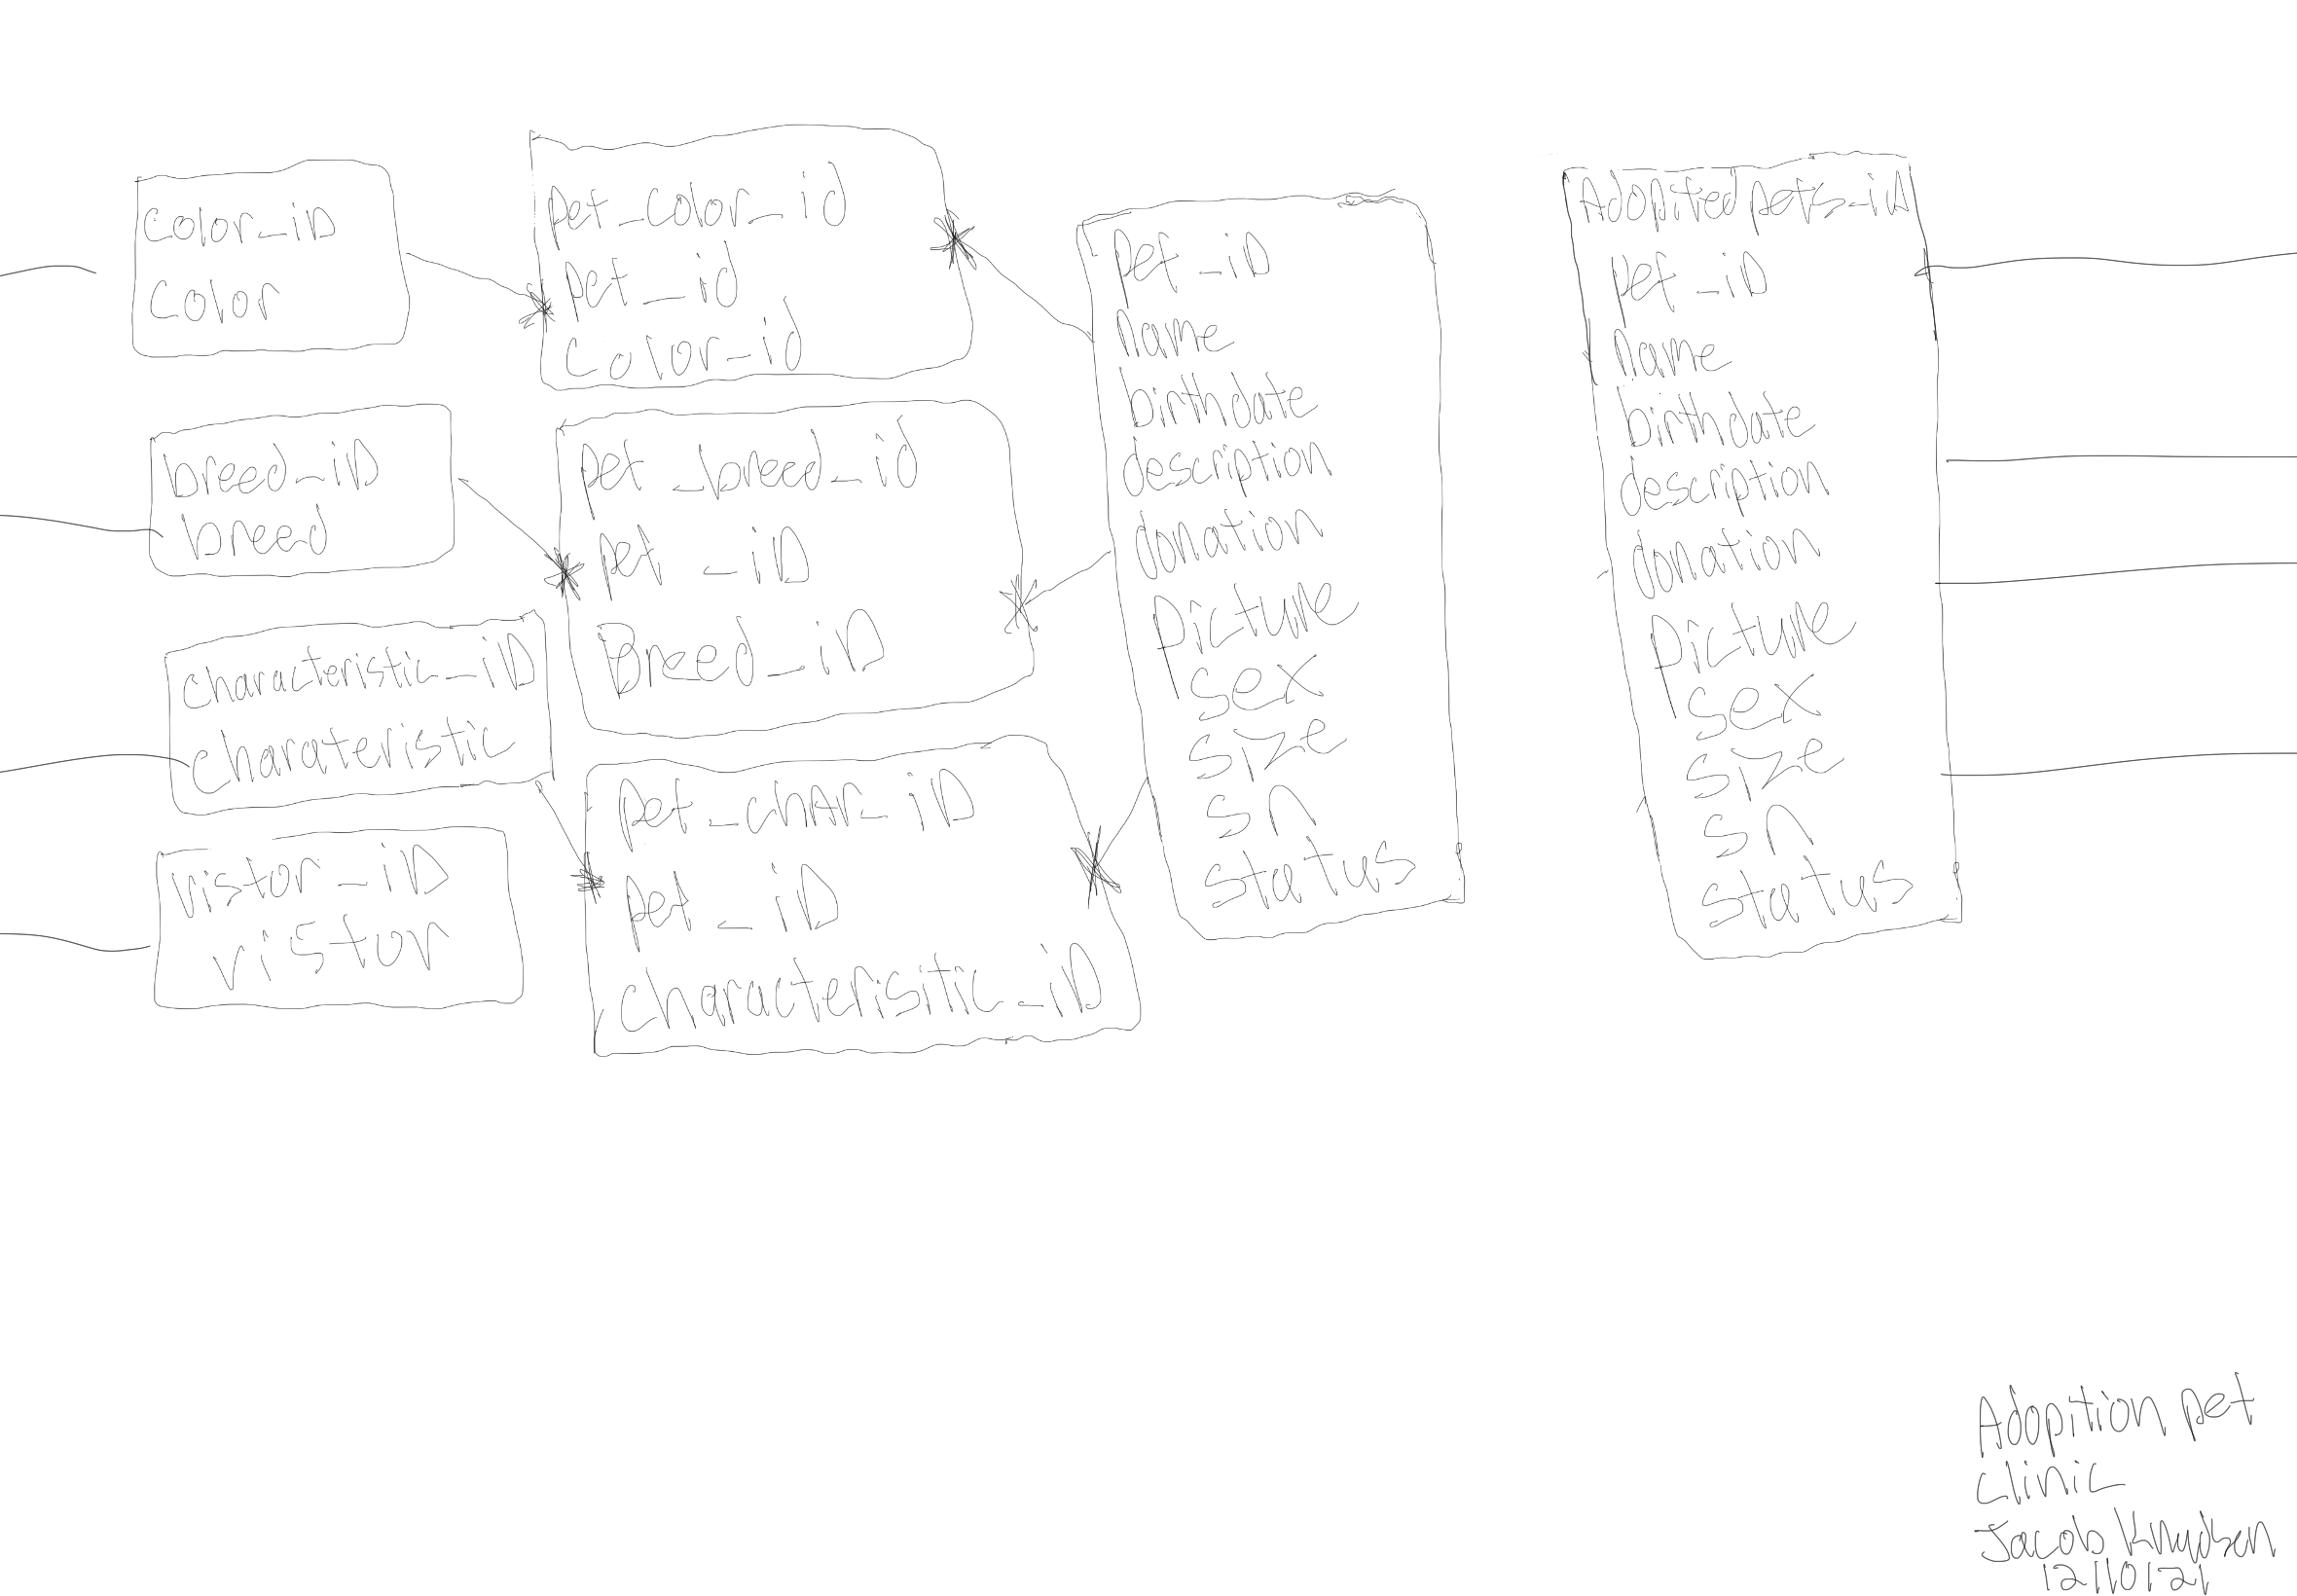 color_iD
color
breed_iD
breed
characteristic_iD
charateristic
vistor_iD
vistor
pet_color_id
pet_id
color_id
pet_breed_id
pet_iD
Breed_iD
pet_chAr_iD
pet_iD
characterisitic_iD
pet_iD
name
birthdate
description
donation
picture
sex
size
sn
status
Adopited pets_id
pet_iD
name
birthdate
description
donation
picture
sex
size
sn
status
Adopition pet
clinic
Jacob Knudsen
12/10/21